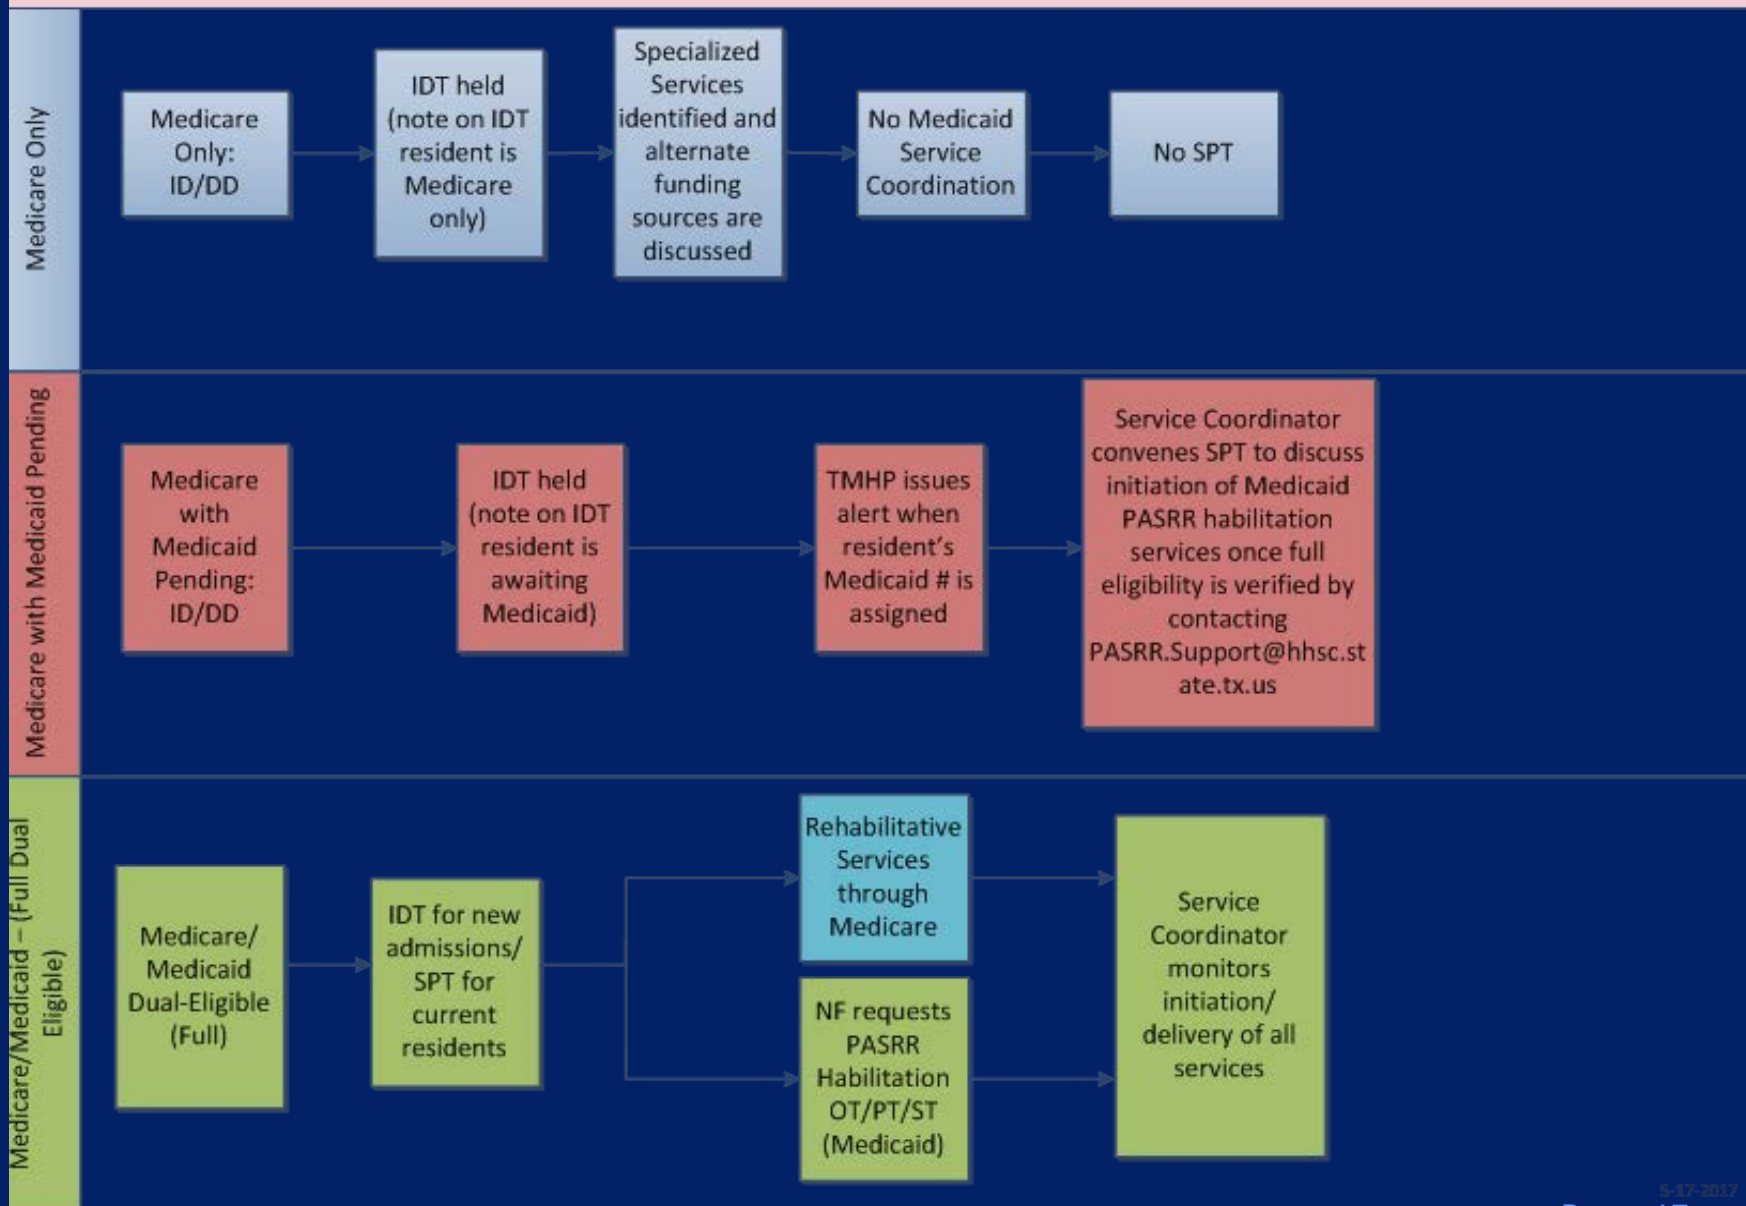 Medicare Only
Medicare
Only:
ID/DD
IDT held
(note on IDT
resident is
Medicare
only)
Specialized
Services
identified and
alternate
funding
sources are
discussed
No Medicaid
Service
Coordination
No SPT
Medicare with Medicaid Pending
Medicare
with
Medicaid
Pending:
ID/DD
IDT held
(note on IDT
resident is
awaiting
Medicaid)
TMHP issues
alert when
resident's
Medicaid # is
assigned
Service Coordinator
convenes SPT to discuss
initiation of Medicaid
PASRR habilitation
services once full
eligibility is verified by
contacting
PASRR.Support@hhsc.st
ate.tx.us
Medicare/Medicaid – (Full Dual
Eligible)
Medicare/
Medicaid
Dual-Eligible
(Full)
IDT for new
admissions/
SPT for
current
residents
Rehabilitative
Services
through
Medicare
NF requests
PASRR
Habilitation
OT/PT/ST
(Medicaid)
Service
Coordinator
monitors
initiation/
delivery of all
services
5-17-2017